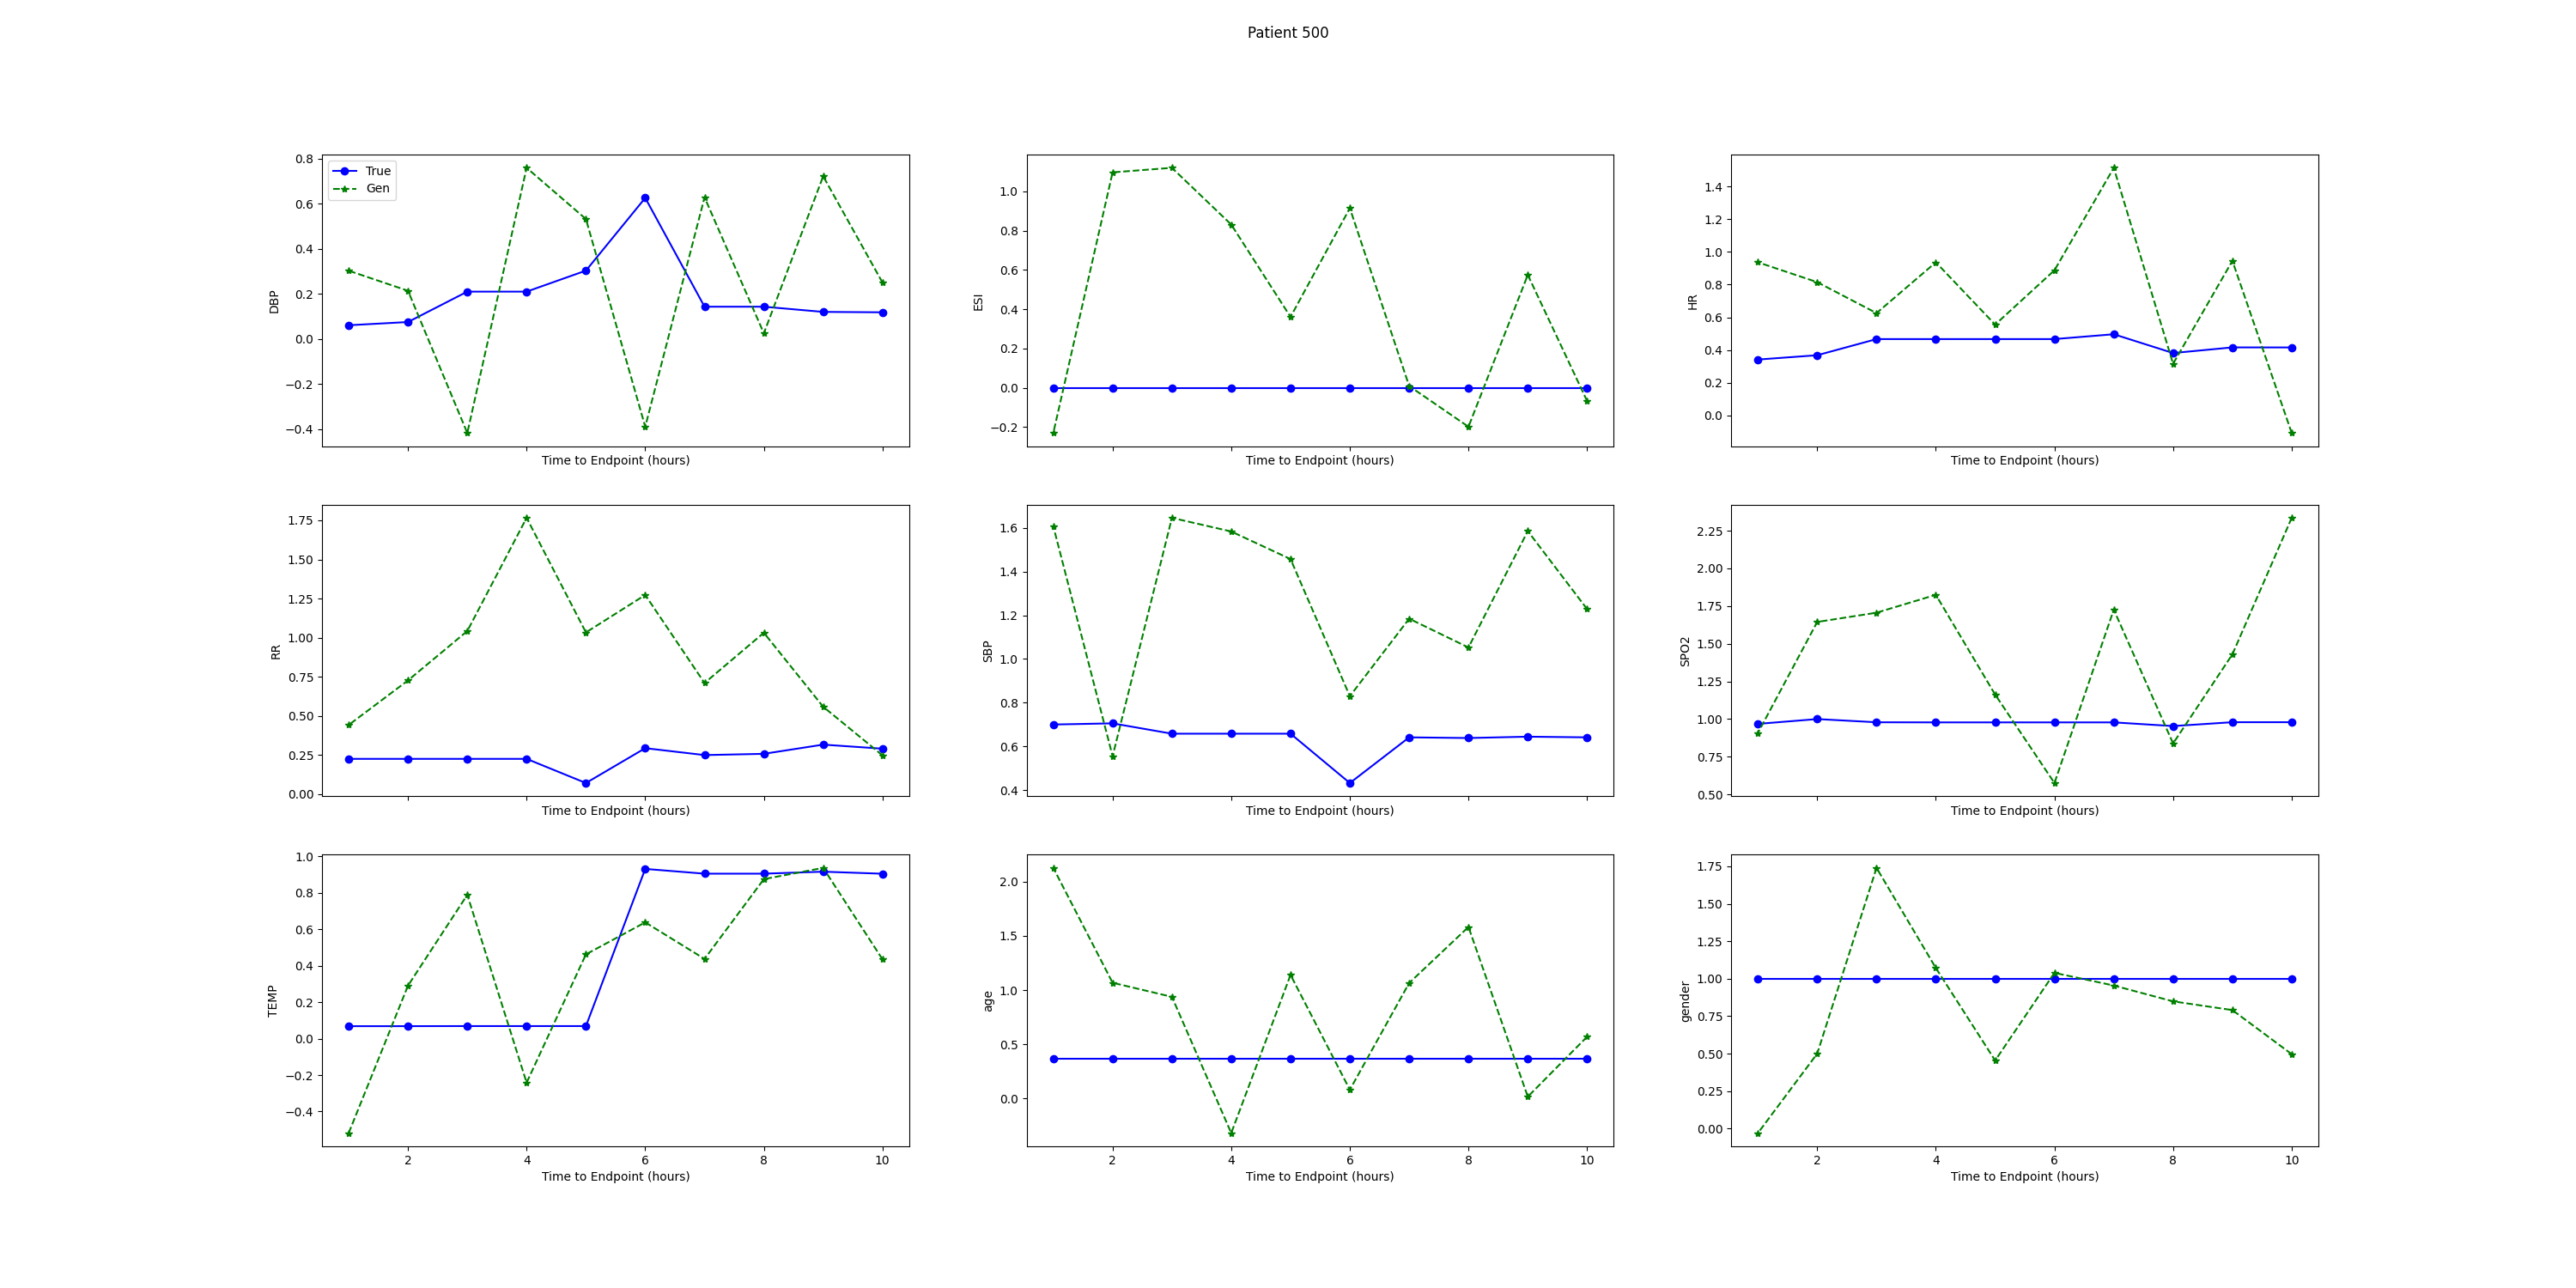 Patient 500
True
Gen
0.8
0.6
0.4
0.2
0.0
−0.2
−0.4
DBP
Time to Endpoint (hours)
1.0
0.8
0.6
0.4
0.2
0.0
−0.2
ESI
Time to Endpoint (hours)
1.4
1.2
1.0
0.8
0.6
0.4
0.2
0.0
HR
Time to Endpoint (hours)
1.75
1.50
1.25
1.00
0.75
0.50
0.25
0.00
RR
Time to Endpoint (hours)
1.6
1.4
1.2
1.0
0.8
0.6
0.4
SBP
Time to Endpoint (hours)
2.25
2.00
1.75
1.50
1.25
1.00
0.75
0.50
SPO2
Time to Endpoint (hours)
1.0
0.8
0.6
0.4
0.2
0.0
−0.2
−0.4
TEMP
2 4 6 8 10
Time to Endpoint (hours)
2.0
1.5
1.0
0.5
0.0
age
2 4 6 8 10
Time to Endpoint (hours)
1.75
1.50
1.25
1.00
0.75
0.50
0.25
0.00
gender
2 4 6 8 10
Time to Endpoint (hours)